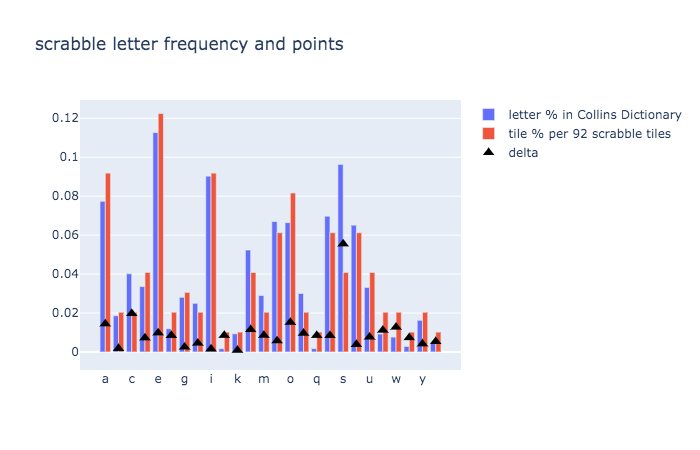 scrabble letter frequency and points
letter % in Collins Dictionary
tile % per 92 scrabble tiles
delta
0.12
0.1
0.08
0.06
0.04
0.02
0
a c e g i k m o q s u w y